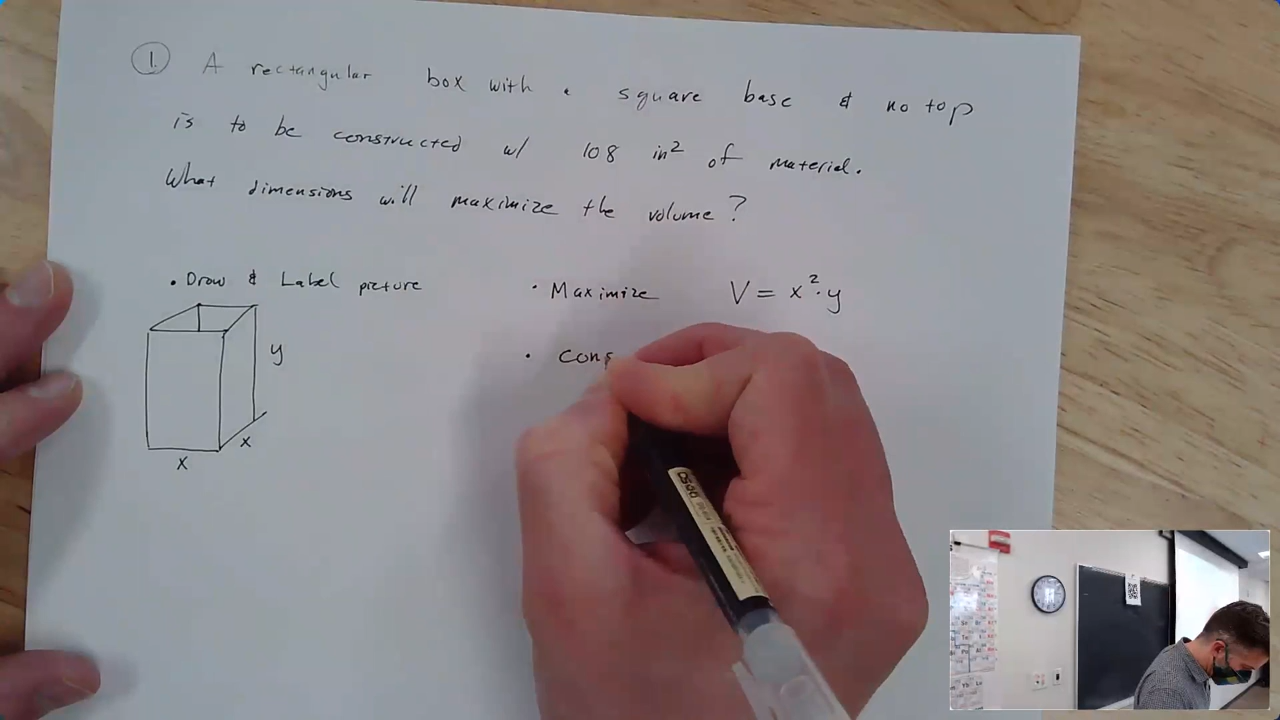 1. A rectangular box with a square base & no top
is to be constructed w/ 108 in² of material.
What dimensions will maximize the volume?
• Draw & Label picture
• Maximize V = x²·y
• Cons
y
x
x